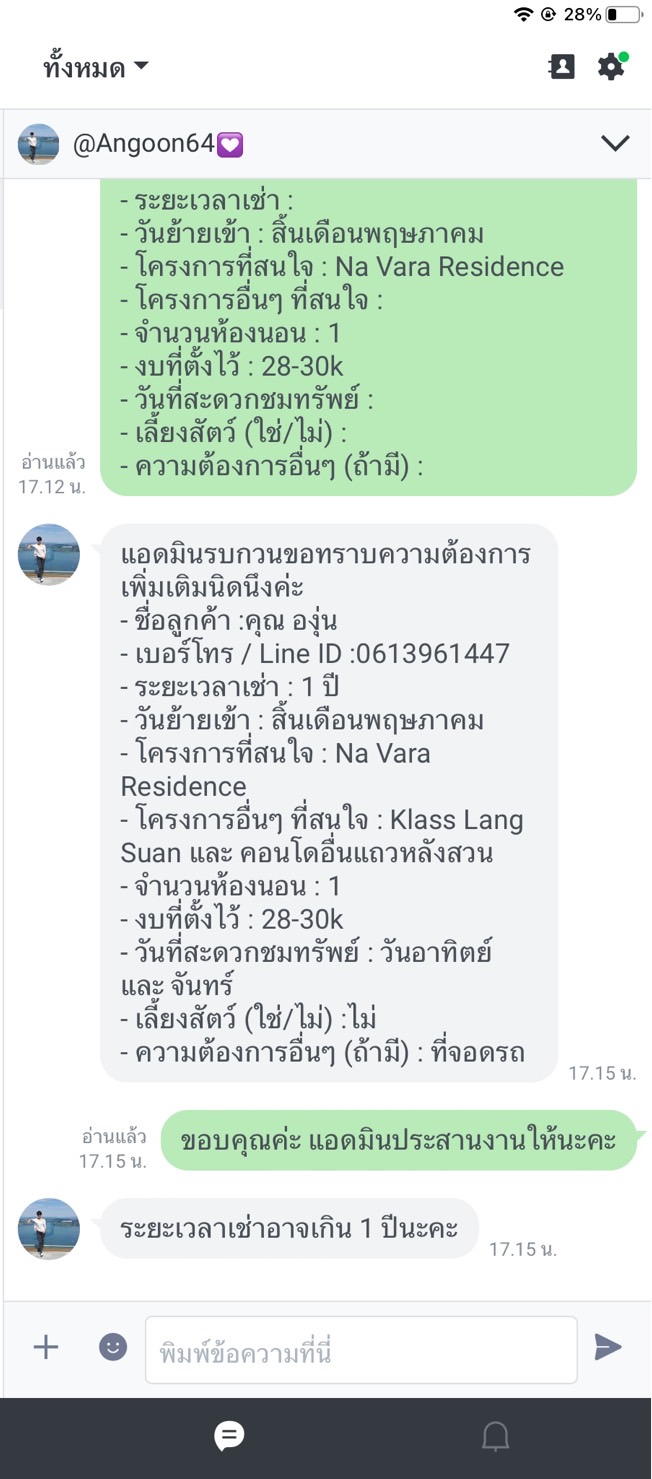 28%
ทั้งหมด
@Angoon64💟
- ระยะเวลาเช่า :
- วันย้ายเข้า : สิ้นเดือนพฤษภาคม
- โครงการที่สนใจ : Na Vara Residence
- โครงการอื่นๆ ที่สนใจ :
- จำนวนห้องนอน : 1
- งบที่ตั้งไว้ : 28-30k
- วันที่สะดวกชมทรัพย์ :
- เลี้ยงสัตว์ (ใช่/ไม่) :
- ความต้องการอื่นๆ (ถ้ามี) :
อ่านแล้ว
17.12 น.
แอดมินรบกวนขอทราบความต้องการ
เพิ่มเติมนิดนึงค่ะ
- ชื่อลูกค้า :คุณ องุ่น
- เบอร์โทร / Line ID :0613961447
- ระยะเวลาเช่า : 1 ปี
- วันย้ายเข้า : สิ้นเดือนพฤษภาคม
- โครงการที่สนใจ : Na Vara
Residence
- โครงการอื่นๆ ที่สนใจ : Klass Lang
Suan และ คอนโดอื่นแถวหลังสวน
- จำนวนห้องนอน : 1
- งบที่ตั้งไว้ : 28-30k
- วันที่สะดวกชมทรัพย์ : วันอาทิตย์
และ จันทร์
- เลี้ยงสัตว์ (ใช่/ไม่) :ไม่
- ความต้องการอื่นๆ (ถ้ามี) : ที่จอดรถ
17.15 น.
อ่านแล้ว
17.15 น.
ขอบคุณค่ะ แอดมินประสานงานให้นะคะ
ระยะเวลาเช่าอาจเกิน 1 ปีนะคะ
17.15 น.
พิมพ์ข้อความที่นี่